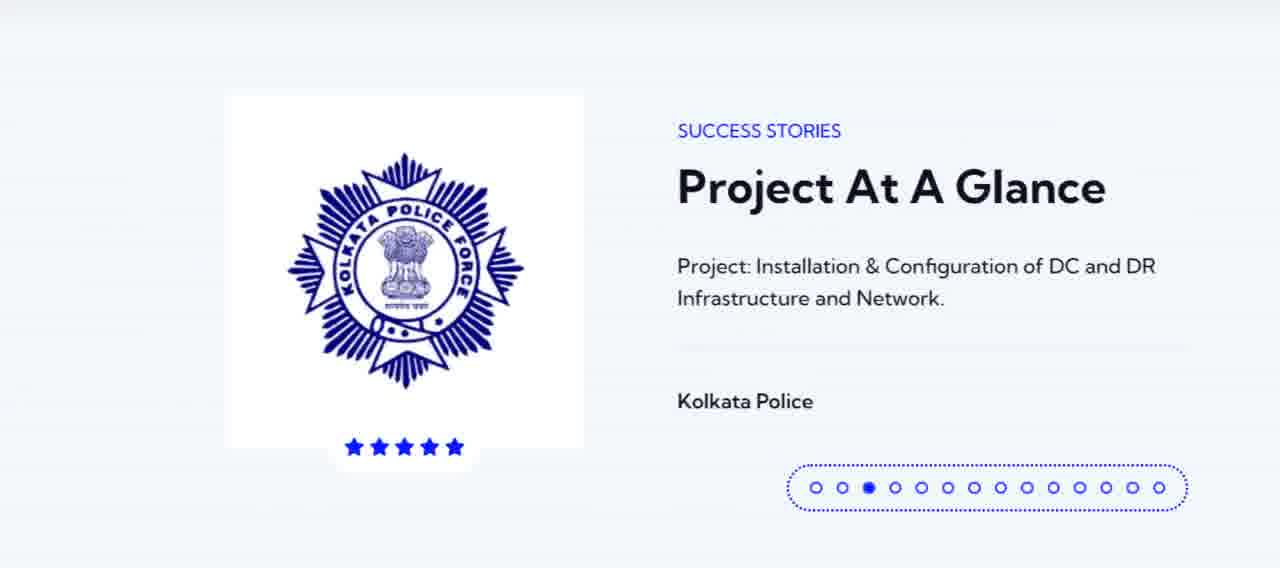 KOLKATA POLICE FORCE
SUCCESS STORIES
Project At A Glance
Project: Installation & Configuration of DC and DR
Infrastructure and Network.
Kolkata Police